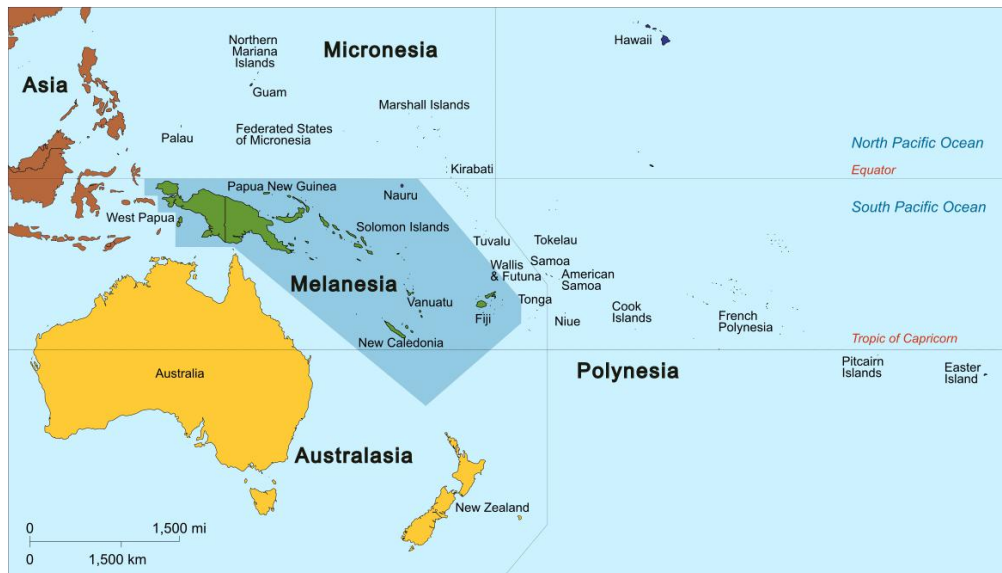 Northern
Mariana
Islands
Micronesia
Hawaii
Asia
Guam
Marshall Islands
Palau
Federated States
of Micronesia
North Pacific Ocean
Kirabati
Equator
Papua New Guinea
Nauru
South Pacific Ocean
West Papua
Solomon Islands
Tuvalu
Tokelau
Wallis
& Futuna
Samoa
American
Samoa
Melanesia
Vanuatu
Tonga
Fiji
Niue
Cook
Islands
French
Polynesia
New Caledonia
Tropic of Capricorn
Australia
Polynesia
Pitcairn
Islands
Easter
Island
Australasia
New Zealand
0 1,500 mi
0 1,500 km